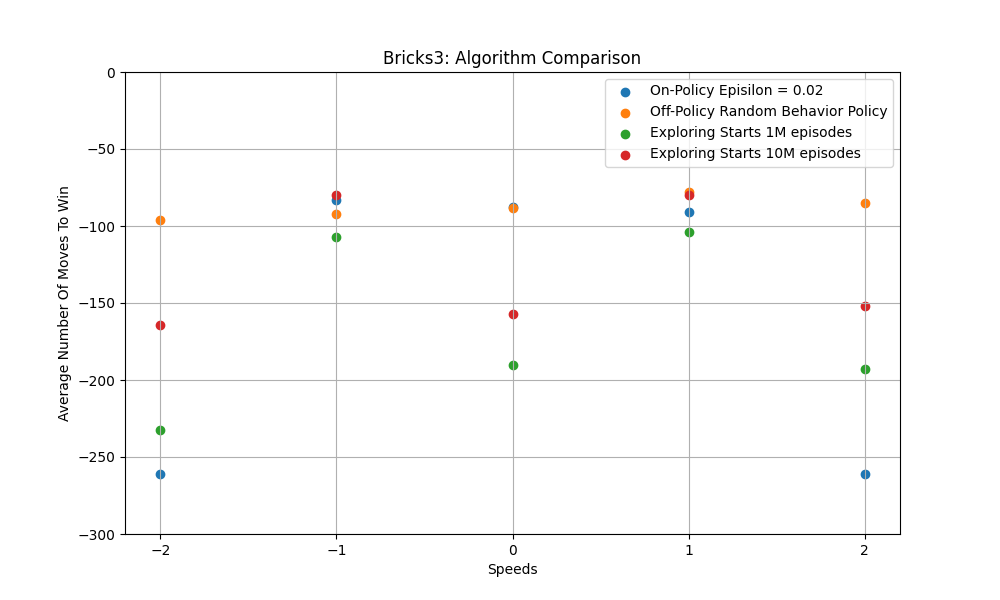 Bricks3: Algorithm Comparison
On-Policy Episilon = 0.02
Off-Policy Random Behavior Policy
Exploring Starts 1M episodes
Exploring Starts 10M episodes
Average Number Of Moves To Win
0
−50
−100
−150
−200
−250
−300
−2
−1
0
1
2
Speeds